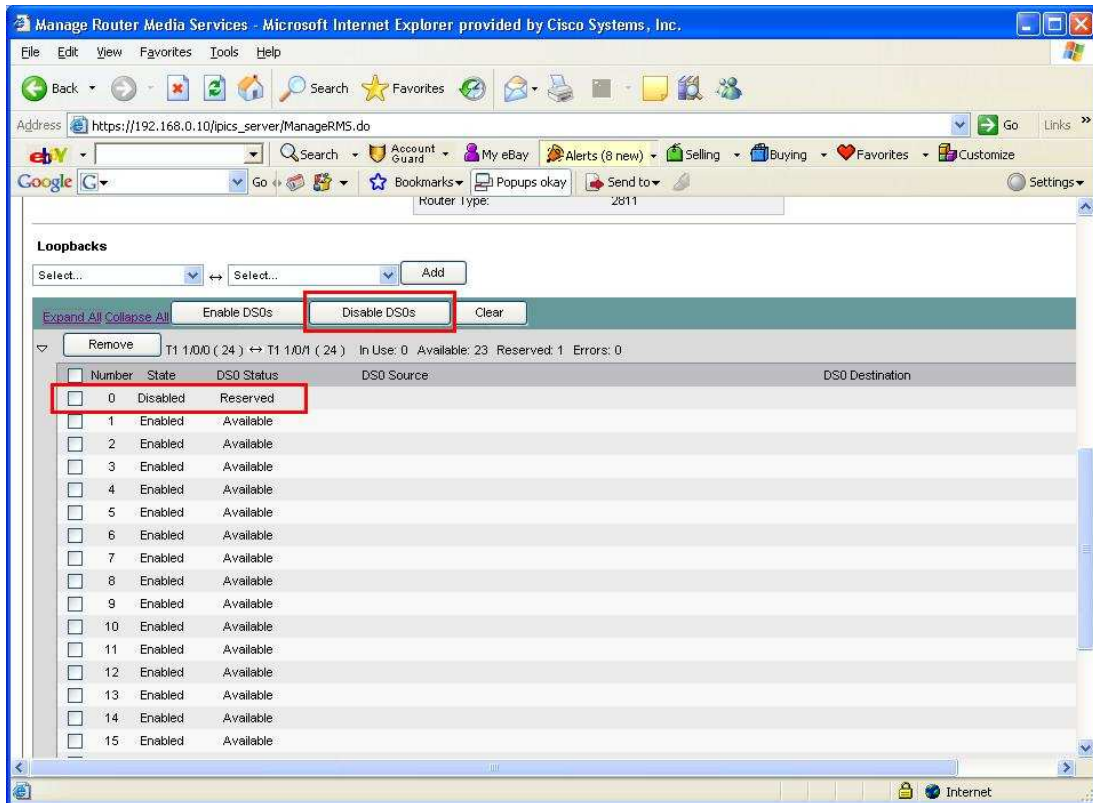 Manage Router Media Services - Microsoft Internet Explorer provided by Cisco Systems, Inc.
File Edit View Favorites Tools Help
Back Search Favorites
Address https://192.168.0.10/ipics_server/ManageRMS.do Go Links »
ebY Search Account Guard My eBay Alerts (8 new) Selling Buying Favorites Customize
Google G Go Bookmarks Popups okay Send to Settings
Router Type: 2811
Loopbacks
Select... ↔ Select... Add
Expand All Collapse All Enable DS0s Disable DS0s Clear
Remove T1 1/0/0 ( 24 ) ↔ T1 1/0/1 ( 24 ) In Use: 0 Available: 23 Reserved: 1 Errors: 0
Number State DS0 Status DS0 Source DS0 Destination
0 Disabled Reserved
1 Enabled Available
2 Enabled Available
3 Enabled Available
4 Enabled Available
5 Enabled Available
6 Enabled Available
7 Enabled Available
8 Enabled Available
9 Enabled Available
10 Enabled Available
11 Enabled Available
12 Enabled Available
13 Enabled Available
14 Enabled Available
15 Enabled Available
Internet